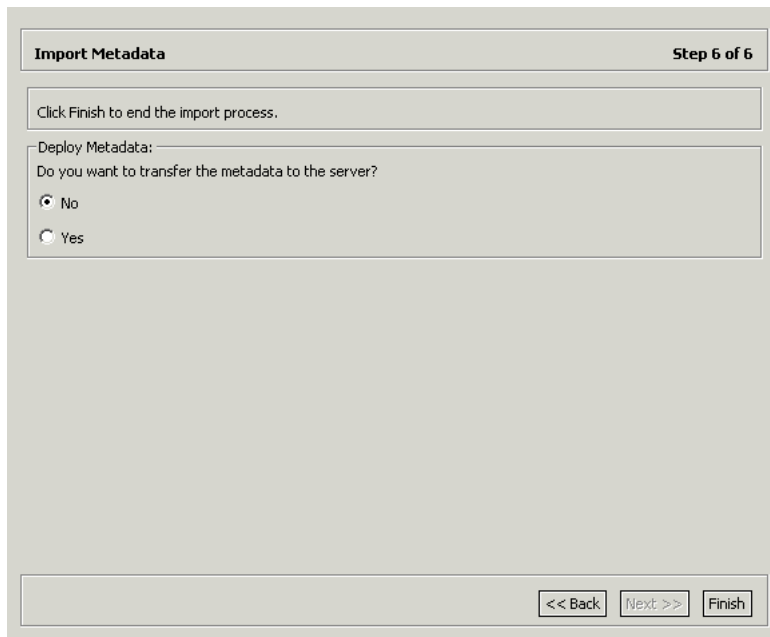 Import Metadata Step 6 of 6
Click Finish to end the import process.
Deploy Metadata:
Do you want to transfer the metadata to the server?
No
Yes
<< Back Next >> Finish